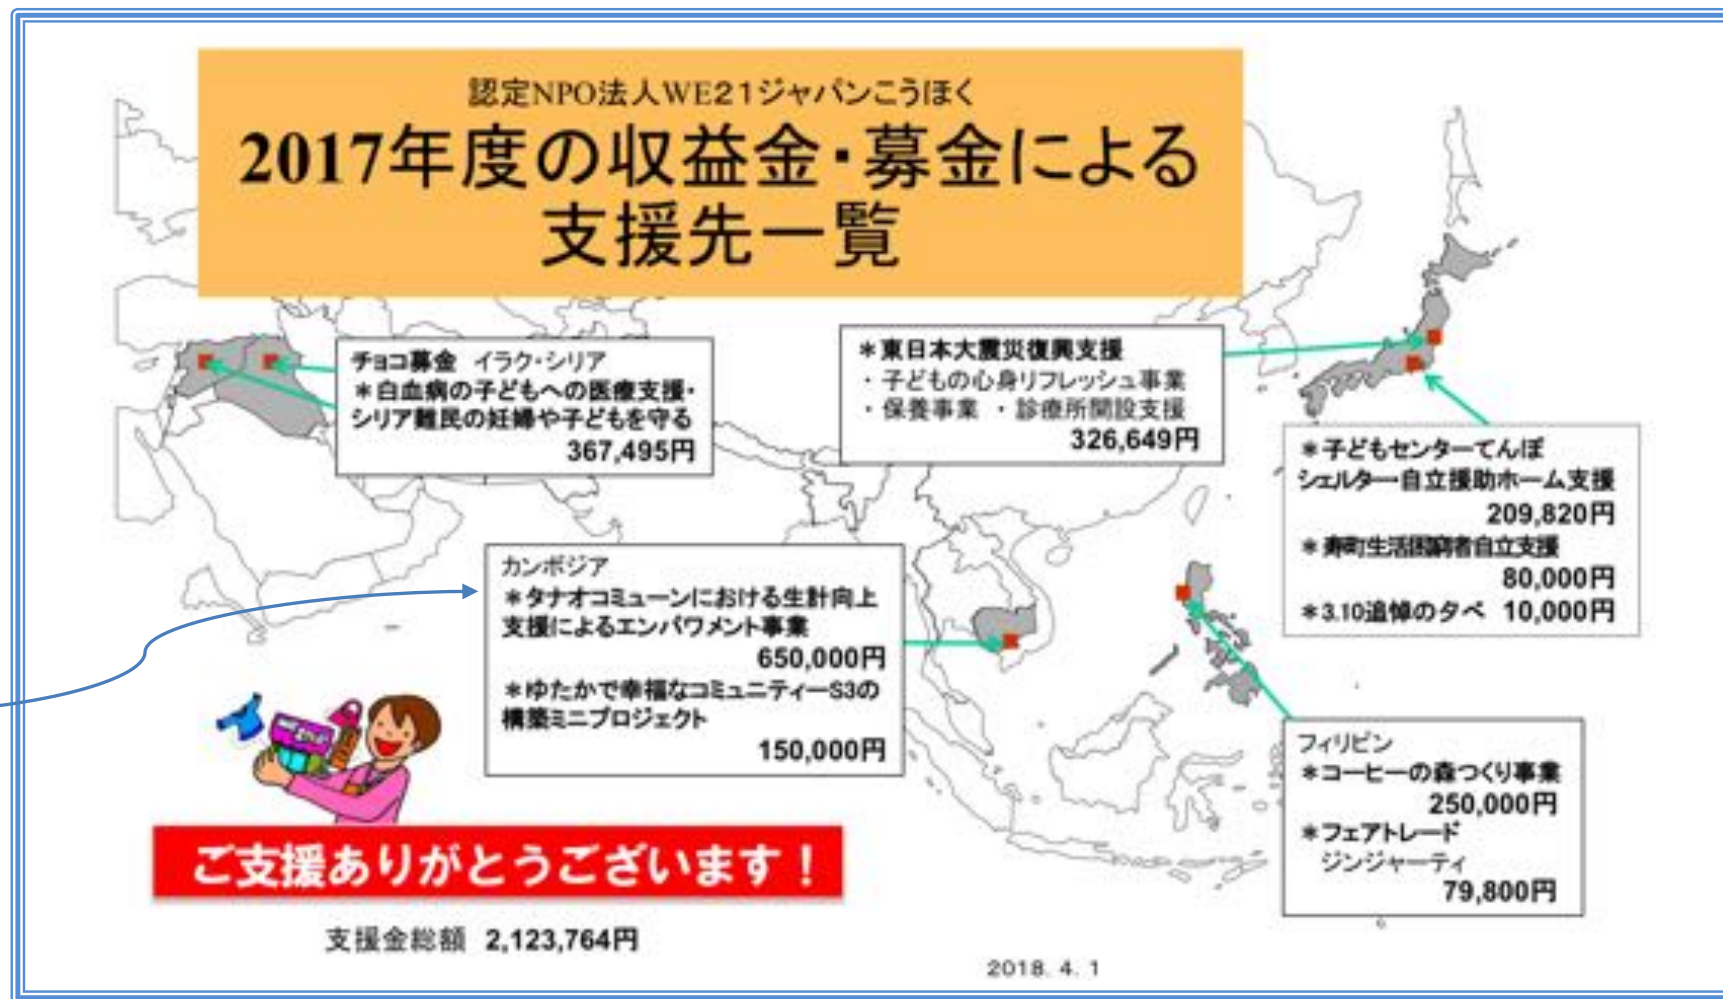 認定NPO法人WE21ジャパンこうほく
2017年度の収益金・募金による
支援先一覧
チョコ募金 イラク・シリア
＊白血病の子どもへの医療支援・
シリア難民の妊婦や子どもを守る
367,495円
＊東日本大震災復興支援
・子どもの心身リフレッシュ事業
・保養事業 ・診療所開設支援
326,649円
＊子どもセンターてんぽ
シェルター・自立援助ホーム支援
209,820円
＊寿町生活困窮者自立支援
80,000円
＊3.10追悼の夕べ 10,000円
カンボジア
＊タナオコミューンにおける生計向上
支援によるエンパワメント事業
650,000円
＊ゆたかで幸福なコミュニティーS3の
構築ミニプロジェクト
150,000円
フィリピン
＊コーヒーの森つくり事業
250,000円
＊フェアトレード
ジンジャーティ
79,800円
ご支援ありがとうございます！
支援金総額 2,123,764円
2018.4.1